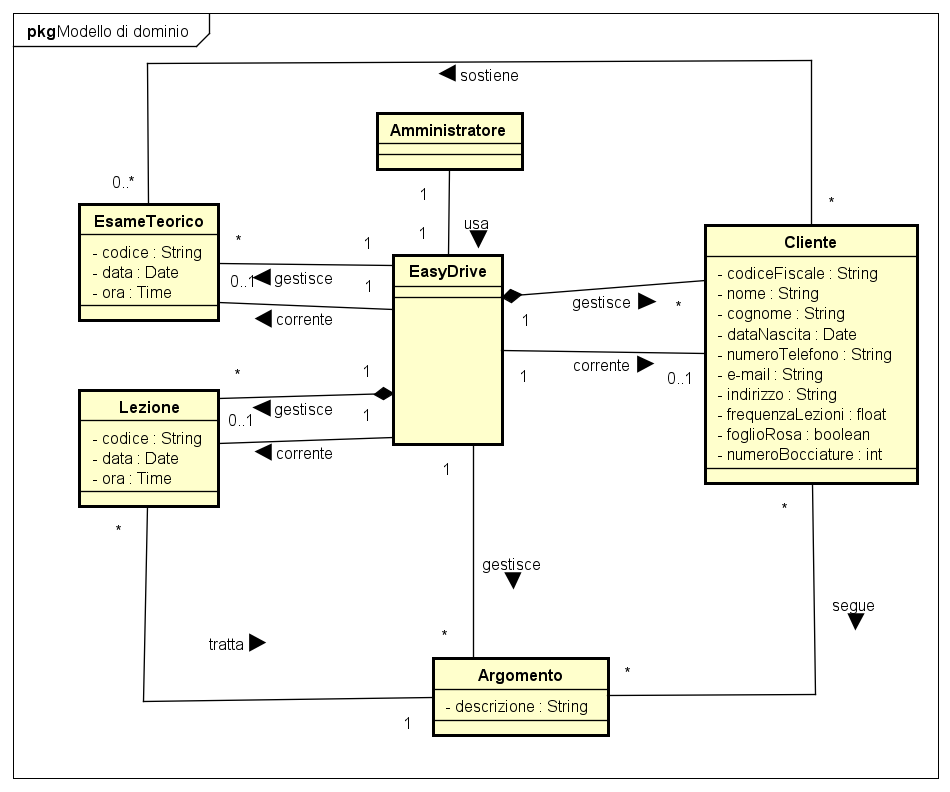 pkg Modello di dominio
sostiene
Amministratore
1
1
usa
0..*
*
EsameTeorico
- codice : String
- data : Date
- ora : Time
*
1
gestisce
0..1
1
corrente
EasyDrive
Cliente
- codiceFiscale : String
- nome : String
- cognome : String
- dataNascita : Date
- numeroTelefono : String
- e-mail : String
- indirizzo : String
- frequenzaLezioni : float
- foglioRosa : boolean
- numeroBocciature : int
gestisce
*
1
corrente
1
0..1
*
1
gestisce
0..1
1
corrente
Lezione
- codice : String
- data : Date
- ora : Time
*
1
gestisce
*
*
segue
tratta
*
1
Argomento
- descrizione : String